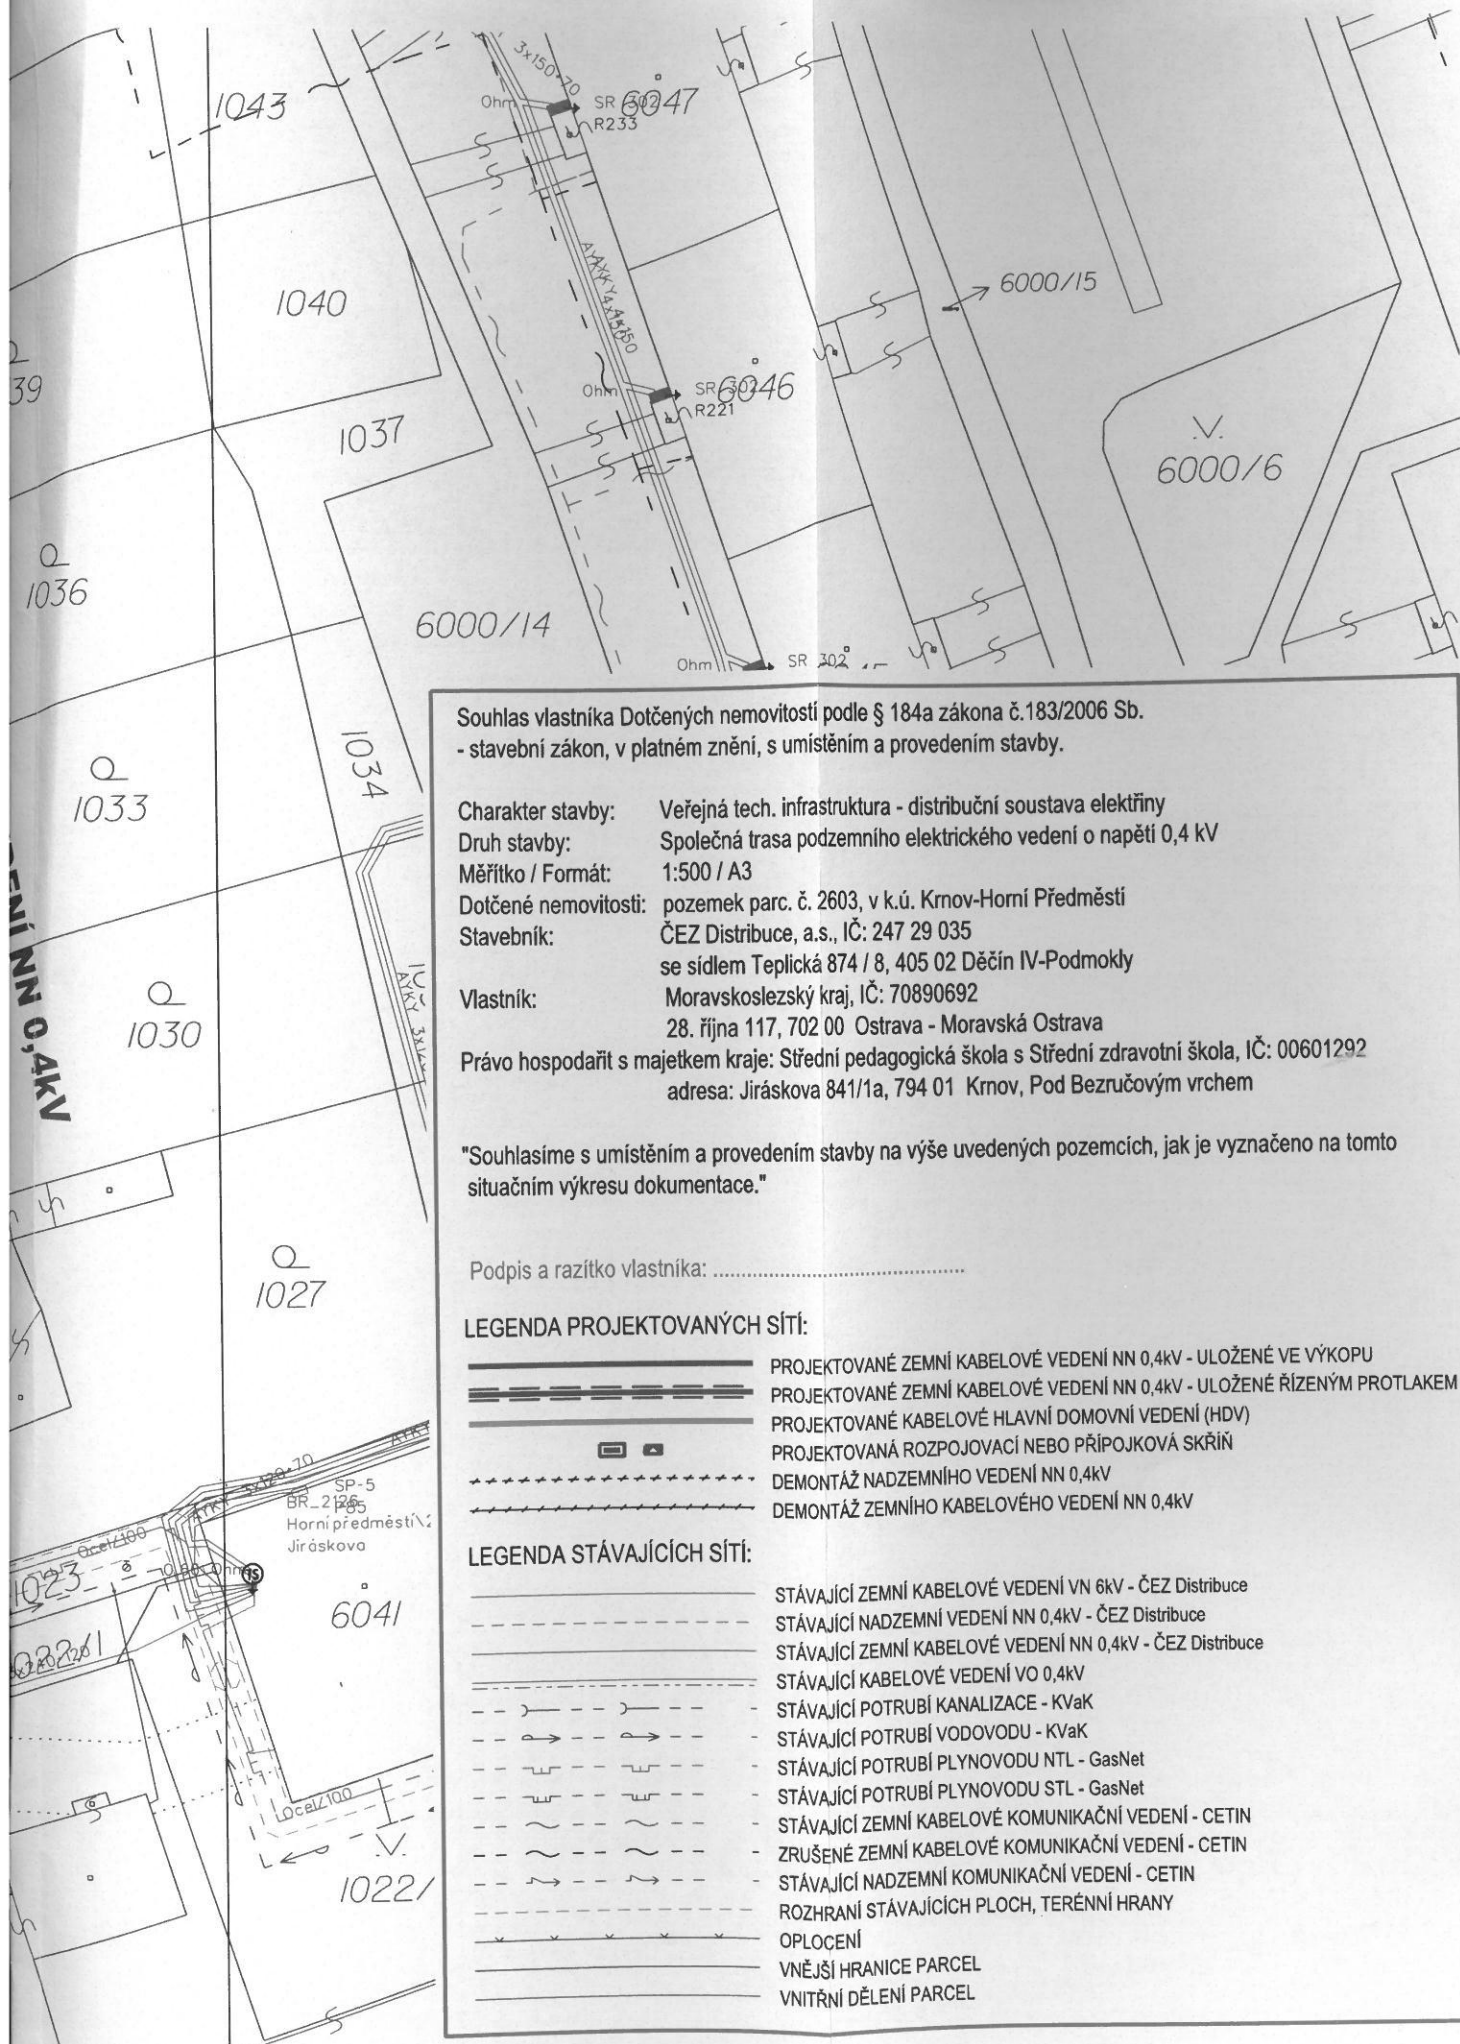 1043
3x150+70
Ohm
SR 302
6047
R233
1040
6000/15
AYKY 4x150
39
Ohm
SR 302
6046
R221
1037
6000/6
1036
6000/14
Ohm
SR 302
Souhlas vlastníka Dotčených nemovitostí podle § 184a zákona č.183/2006 Sb.
- stavební zákon, v platném znění, s umístěním a provedením stavby.
1034
1033
Charakter stavby: Veřejná tech. infrastruktura - distribuční soustava elektřiny
Druh stavby: Společná trasa podzemního elektrického vedení o napětí 0,4 kV
Měřítko / Formát: 1:500 / A3
Dotčené nemovitosti: pozemek parc. č. 2603, v k.ú. Krnov-Horní Předměstí
Stavebník: ČEZ Distribuce, a.s., IČ: 247 29 035
se sídlem Teplická 874 / 8, 405 02 Děčín IV-Podmokly
Vlastník: Moravskoslezský kraj, IČ: 70890692
28. října 117, 702 00 Ostrava - Moravská Ostrava
Právo hospodařit s majetkem kraje: Střední pedagogická škola s Střední zdravotní škola, IČ: 00601292
adresa: Jiráskova 841/1a, 794 01 Krnov, Pod Bezručovým vrchem
NN 0,4kV
AYKY
1030
"Souhlasíme s umístěním a provedením stavby na výše uvedených pozemcích, jak je vyznačeno na tomto
situačním výkresu dokumentace."
1027
Podpis a razítko vlastníka: ................................................
LEGENDA PROJEKTOVANÝCH SÍTÍ:
PROJEKTOVANÉ ZEMNÍ KABELOVÉ VEDENÍ NN 0,4kV - ULOŽENÉ VE VÝKOPU
PROJEKTOVANÉ ZEMNÍ KABELOVÉ VEDENÍ NN 0,4kV - ULOŽENÉ ŘÍZENÝM PROTLAKEM
PROJEKTOVANÉ KABELOVÉ HLAVNÍ DOMOVNÍ VEDENÍ (HDV)
PROJEKTOVANÁ ROZPOJOVACÍ NEBO PŘÍPOJKOVÁ SKŘÍŇ
DEMONTÁŽ NADZEMNÍHO VEDENÍ NN 0,4kV
DEMONTÁŽ ZEMNÍHO KABELOVÉHO VEDENÍ NN 0,4kV
AYKY 3x120+70
SP-5
BR_2126
Horní předměstí\
Jiráskova
Ocel/100
1023
6041
1022/1
LEGENDA STÁVAJÍCÍCH SÍTÍ:
STÁVAJÍCÍ ZEMNÍ KABELOVÉ VEDENÍ VN 6kV - ČEZ Distribuce
STÁVAJÍCÍ NADZEMNÍ VEDENÍ NN 0,4kV - ČEZ Distribuce
STÁVAJÍCÍ ZEMNÍ KABELOVÉ VEDENÍ NN 0,4kV - ČEZ Distribuce
STÁVAJÍCÍ KABELOVÉ VEDENÍ VO 0,4kV
STÁVAJÍCÍ POTRUBÍ KANALIZACE - KVaK
STÁVAJÍCÍ POTRUBÍ VODOVODU - KVaK
STÁVAJÍCÍ POTRUBÍ PLYNOVODU NTL - GasNet
STÁVAJÍCÍ POTRUBÍ PLYNOVODU STL - GasNet
STÁVAJÍCÍ ZEMNÍ KABELOVÉ KOMUNIKAČNÍ VEDENÍ - CETIN
ZRUŠENÉ ZEMNÍ KABELOVÉ KOMUNIKAČNÍ VEDENÍ - CETIN
STÁVAJÍCÍ NADZEMNÍ KOMUNIKAČNÍ VEDENÍ - CETIN
ROZHRANÍ STÁVAJÍCÍCH PLOCH, TERÉNNÍ HRANY
OPLOCENÍ
VNĚJŠÍ HRANICE PARCEL
VNITŘNÍ DĚLENÍ PARCEL
Ocel/100
1022/